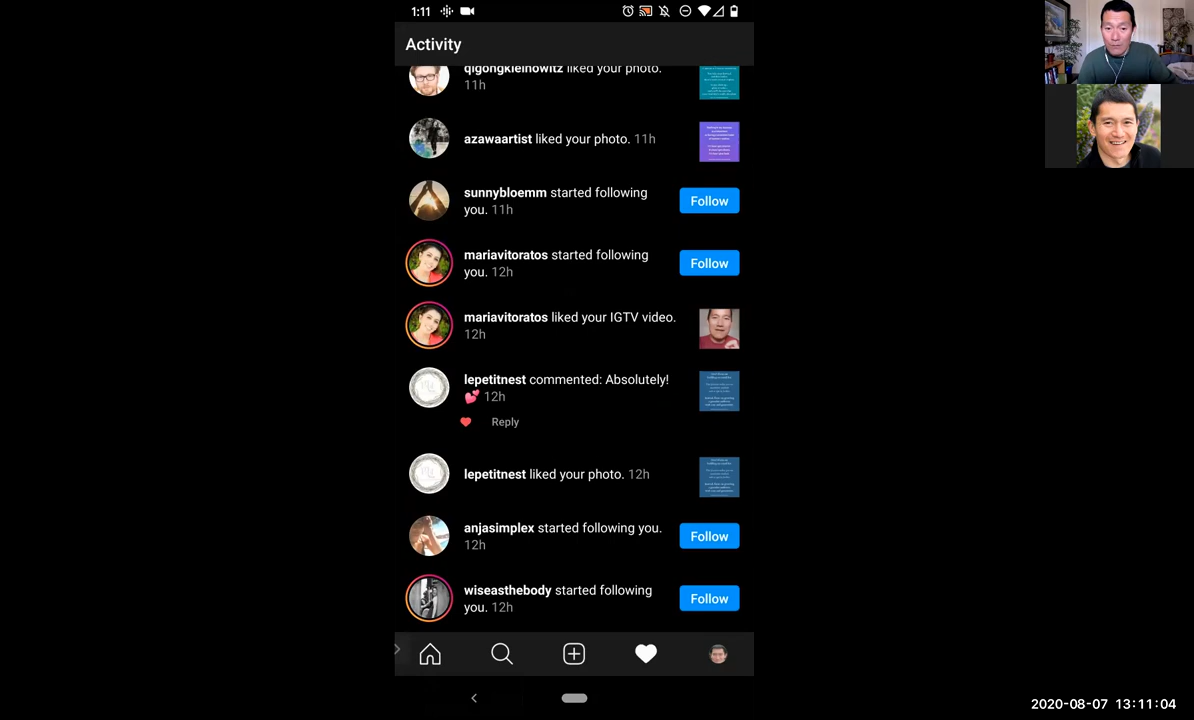 1:11
Activity
qigongkleinowitz liked your photo.
11h
azawaartist liked your photo. 11h
sunnybloemm started following
you. 11h
Follow
mariavitoratos started following
you. 12h
Follow
mariavitoratos liked your IGTV video.
12h
lepetitnest commented: Absolutely!
💕 12h
Reply
lepetitnest liked your photo. 12h
anjasimplex started following you.
12h
Follow
wiseasthebody started following
you. 12h
Follow
2020-08-07 13:11:04